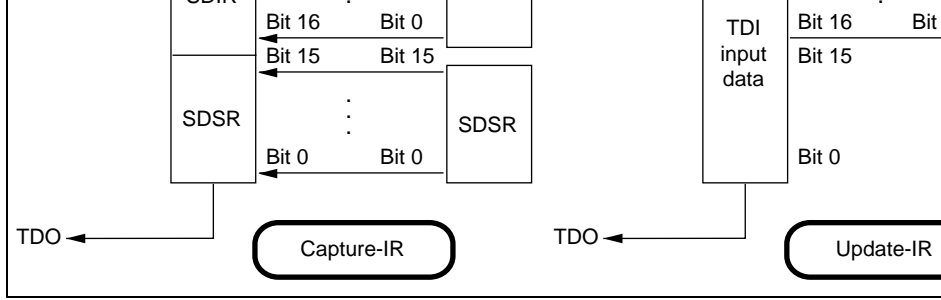 SDIR
Bit 16 Bit 0
Bit 15 Bit 15
SDSR
SDSR
Bit 0 Bit 0
TDO
Capture-IR
TDI
input
data
Bit 16 Bit
Bit 15
Bit 0
TDO
Update-IR